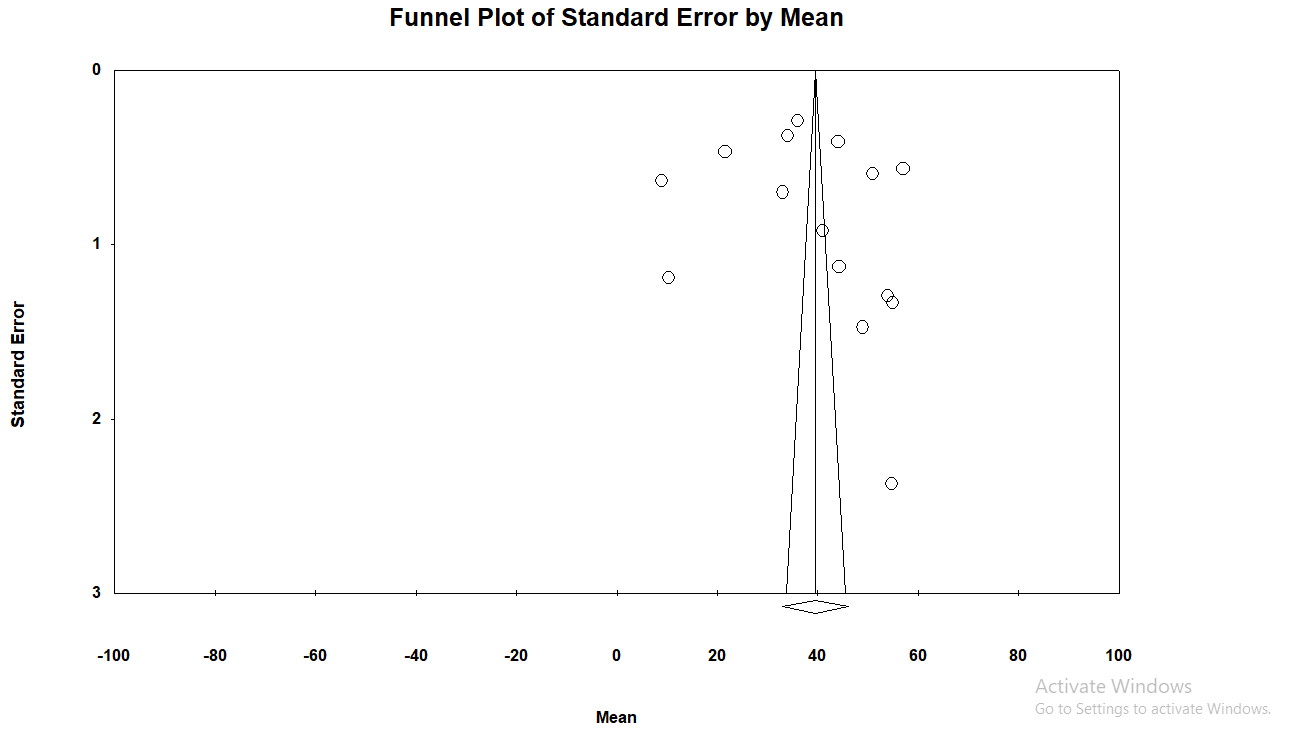 Funnel Plot of Standard Error by Mean
0
1
2
3
Standard Error
-100 -80 -60 -40 -20 0 20 40 60 80 100
Mean
Activate Windows
Go to Settings to activate Windows.